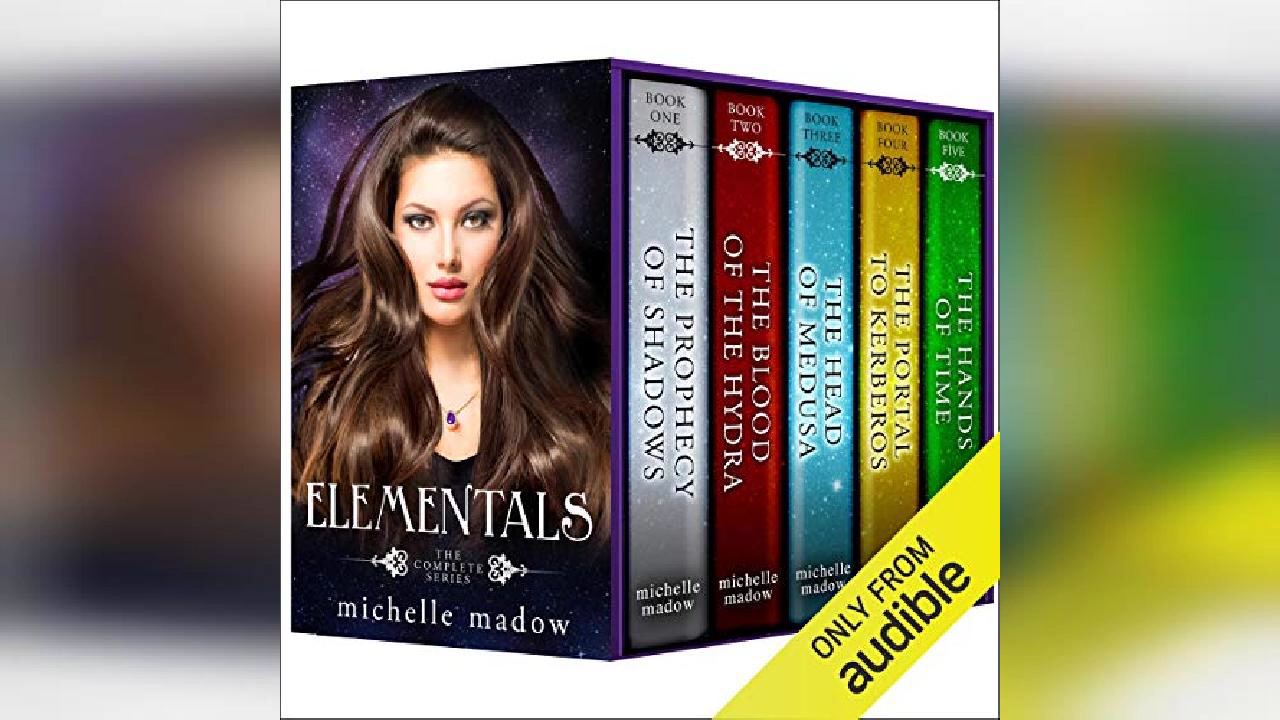 ELEMENTALS
THE
COMPLETE
SERIES
michelle madow
BOOK
ONE
THE PROPHECY
OF SHADOWS
michelle
madow
BOOK
TWO
THE BLOOD
OF THE HYDRA
michelle
madow
BOOK
THREE
THE HEAD
OF MEDUSA
michelle
madow
BOOK
FOUR
THE PORTAL
TO KERBEROS
BOOK
FIVE
THE HANDS
OF TIME
ONLY FROM
audible